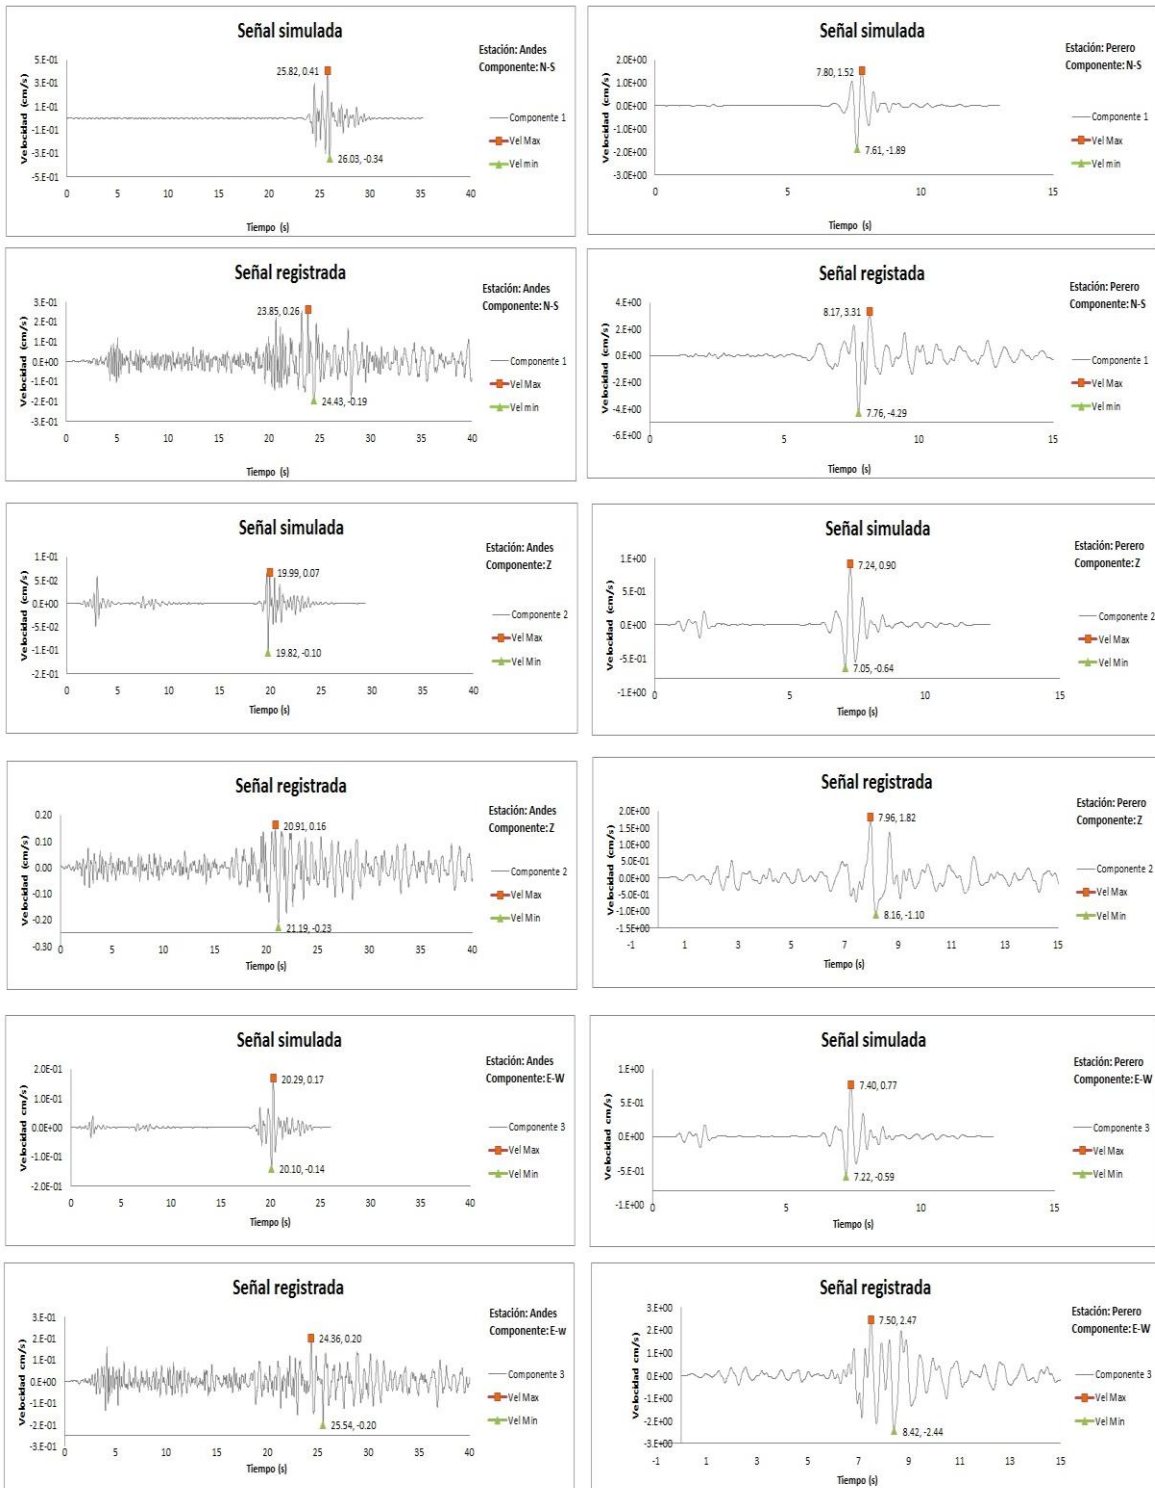 Señal simulada
Estación: Andes
Componente: N-S
Velocidad (cm/s)
5.E-01
3.E-01
1.E-01
-1.E-01
-3.E-01
-5.E-01
25.82, 0.41
26.03, -0.34
0 5 10 15 20 25 30 35 40
Tiempo (s)
Componente 1
Vel Max
Vel min
Señal simulada
Estación: Perero
Componente: N-S
Velocidad (cm/s)
2.0E+00
1.0E+00
0.0E+00
-1.0E+00
-2.0E+00
-3.0E+00
7.80, 1.52
7.61, -1.89
0 5 10 15
Tiempo (s)
Componente 1
Vel Max
Vel min
Señal registrada
Estación: Andes
Componente: N-S
Velocidad (cm/s)
3.E-01
2.E-01
1.E-01
0.E+00
-1.E-01
-2.E-01
-3.E-01
23.85, 0.26
24.43, -0.19
0 5 10 15 20 25 30 35 40
Tiempo (s)
Componente 1
Vel Max
Vel min
Señal registada
Estación: Perero
Componente: N-S
Velocidad (cm/s)
4.E+00
2.E+00
0.E+00
-2.E+00
-4.E+00
-6.E+00
8.17, 3.31
7.76, -4.29
0 5 10 15
Tiempo (s)
Componente 1
Vel Max
Vel min
Señal simulada
Estación: Andes
Componente: Z
Velocidad (cm/s)
1.E-01
5.E-02
0.E+00
-5.E-02
-1.E-01
-2.E-01
19.99, 0.07
19.82, -0.10
0 5 10 15 20 25 30 35 40
Tiempo (s)
Componente 2
Vel Max
Vel Min
Señal simulada
Estación: Perero
Componente: Z
Velocidad (cm/s)
1.E+00
5.E-01
0.E+00
-5.E-01
-1.E+00
7.24, 0.90
7.05, -0.64
0 5 10 15
Tiempo (s)
Componente 2
Vel Max
Vel Min
Señal registrada
Estación: Andes
Componente: Z
Velocidad (cm/s)
0.20
0.10
0.00
-0.10
-0.20
-0.30
20.91, 0.16
21.19, -0.23
0 5 10 15 20 25 30 35 40
Tiempo (s)
Componente 2
Vel Max
Vel Min
Señal registrada
Estación: Perero
Componente: Z
Velocidad (cm/s)
2.0E+00
1.5E+00
1.0E+00
5.0E-01
0.0E+00
-5.0E-01
-1.0E+00
-1.5E+00
7.96, 1.82
8.16, -1.10
-1 1 3 5 7 9 11 13 15
Tiempo (s)
Componente 2
Vel Max
Vel Min
Señal simulada
Estación: Andes
Componente: E-W
Velocidad cm/s)
2.0E-01
1.0E-01
0.0E+00
-1.0E-01
-2.0E-01
20.29, 0.17
20.10, -0.14
0 5 10 15 20 25 30 35 40
Tiempo (s)
Componente 3
Vel Max
Vel Min
Señal simulada
Estación: Perero
Componente: E-W
Velocidad cm/s)
1.E+00
5.E-01
0.E+00
-5.E-01
-1.E+00
7.40, 0.77
7.22, -0.59
0 5 10 15
Tiempo (s)
Componente 3
Vel Max
Vel Min
Señal registrada
Estación: Andes
Componente: E-w
Velocidad cm/s)
3.E-01
2.E-01
1.E-01
0.E+00
-1.E-01
-2.E-01
-3.E-01
24.36, 0.20
25.54, -0.20
0 5 10 15 20 25 30 35 40
Tiempo (s)
Componente 3
Vel Max
Vel Min
Señal registrada
Estación: Perero
Componente: E-W
Velocidad cm/s)
3.E+00
2.E+00
1.E+00
0.E+00
-1.E+00
-2.E+00
-3.E+00
7.50, 2.47
8.42, -2.44
-1 1 3 5 7 9 11 13 15
Tiempo (s)
Componente 3
Vel Max
Vel Min